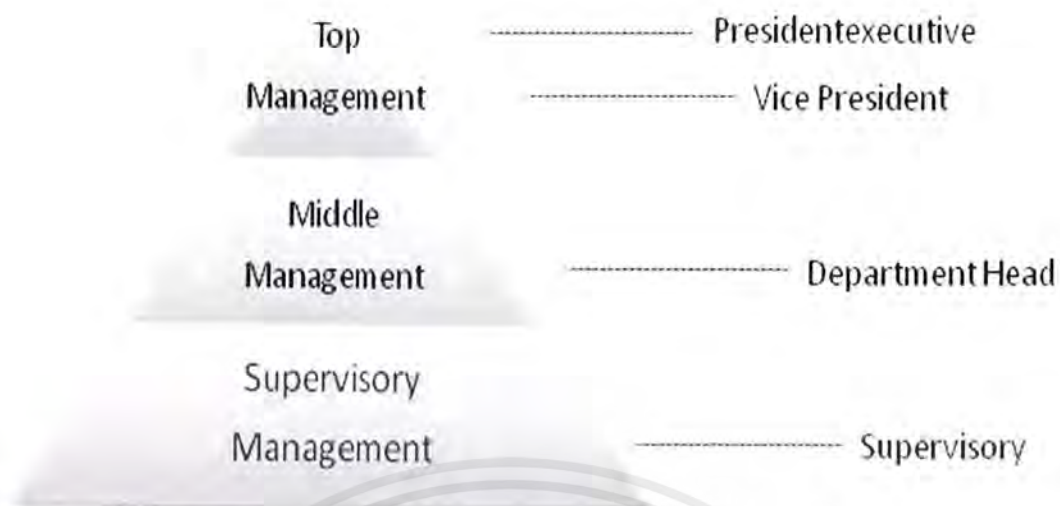 Top Presidentexecutive
Management Vice President
Middle
Management Department Head
Supervisory
Management Supervisory